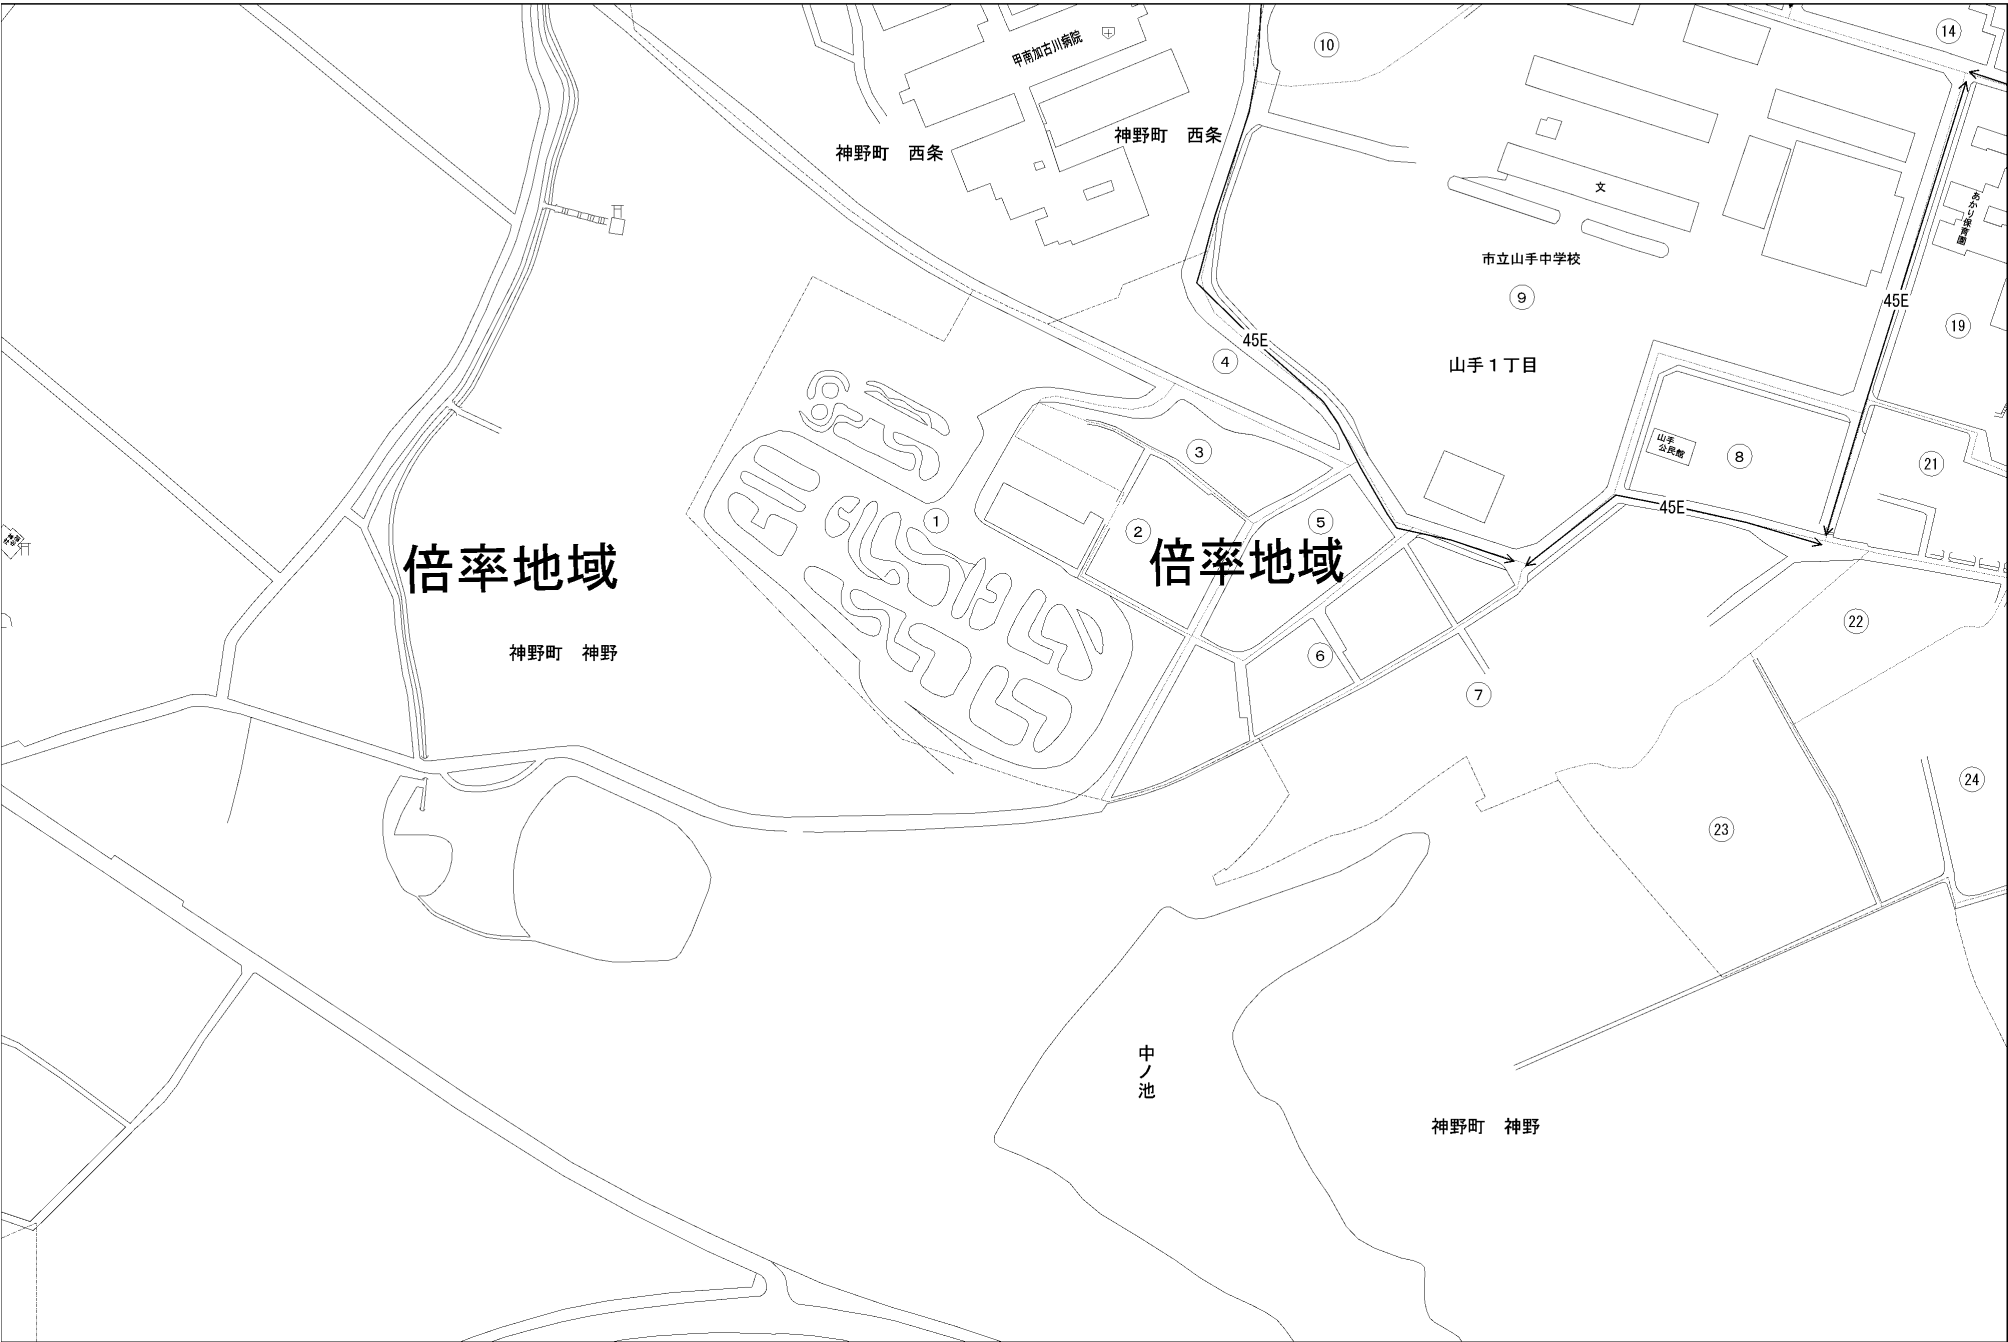 甲南加古川病院
神野町　西条
神野町　西条
⑩
⑭
文
あかり保育園
市立山手中学校
⑨
45E
⑲
45E
④
山手１丁目
山手
公民館
⑧
③
㉑
45E
①
②
⑤
倍率地域
倍率地域
神野町　神野
⑥
⑦
㉒
㉔
㉓
中ノ池
神野町　神野